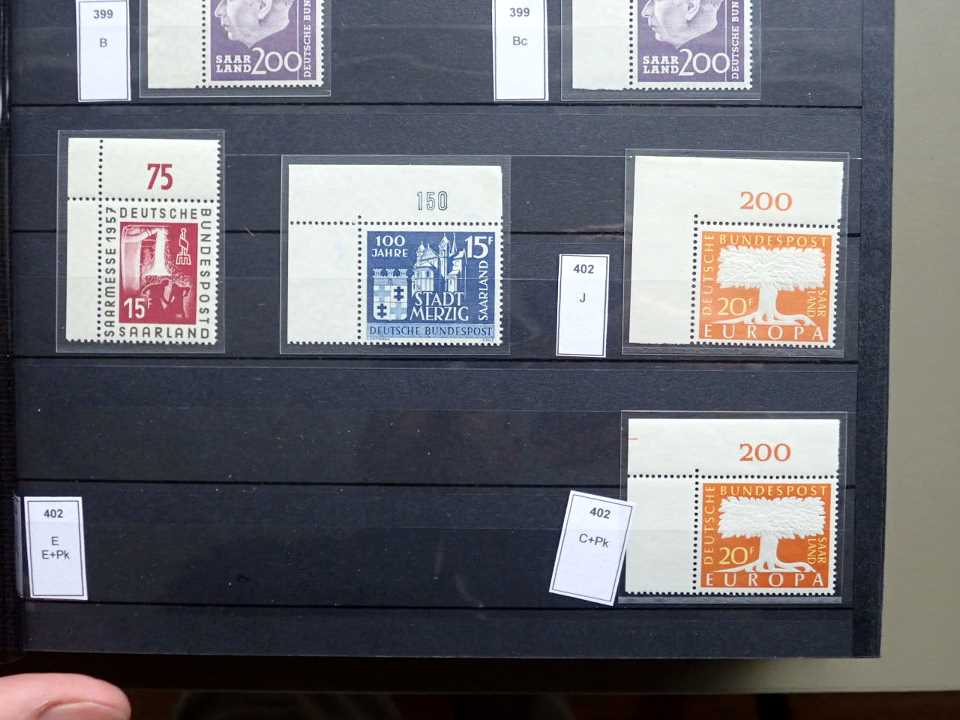 399
B
SAAR
LAND 200
DEUTSCHE BUN
399
Bc
SAAR
LAND 200
DEUTSCHE BUN
75
SAARMESSE 1957
DEUTSCHE
BUNDESPOST
15F
SAARLAND
150
100
JAHRE
15F
SAARLAND
STADT
MERZIG
DEUTSCHE BUNDESPOST
402
J
200
DEUTSCHE
BUNDESPOST
SAAR
LAND
20F
EUROPA
402
E
E+Pk
402
C+Pk
200
DEUTSCHE
BUNDESPOST
SAAR
LAND
20F
EUROPA